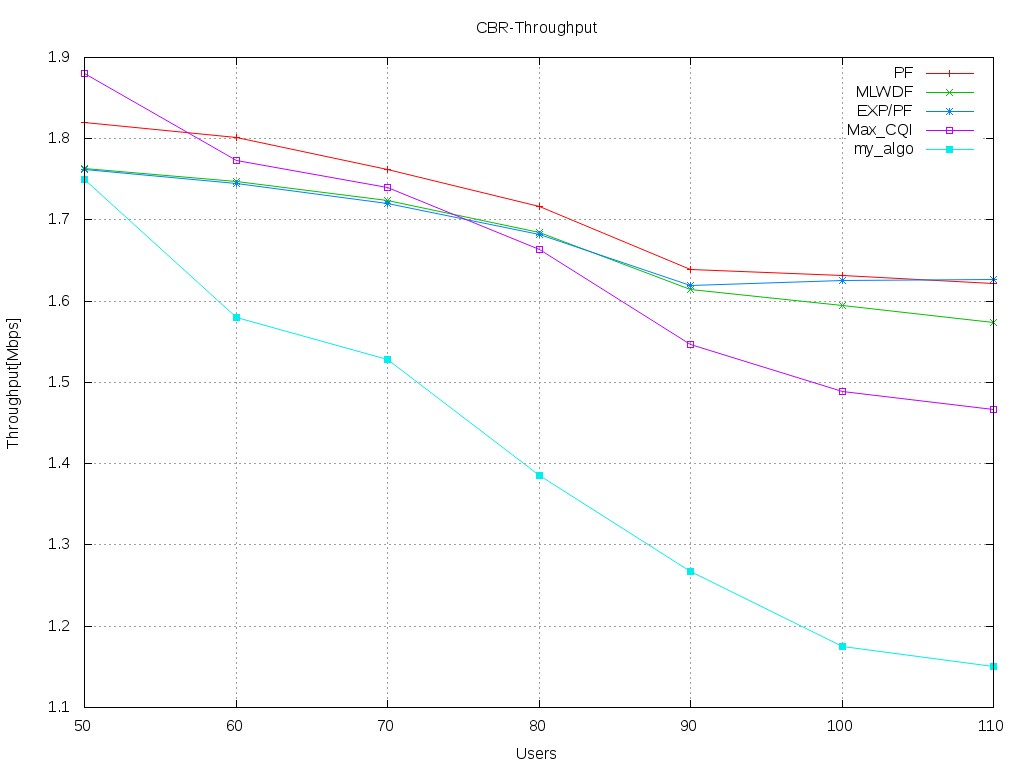 CBR-Throughput
1.9
1.8
1.7
1.6
1.5
1.4
1.3
1.2
1.1
Throughput[Mbps]
PF
MLWDF
EXP/PF
Max_CQI
my_algo
50 60 70 80 90 100 110
Users